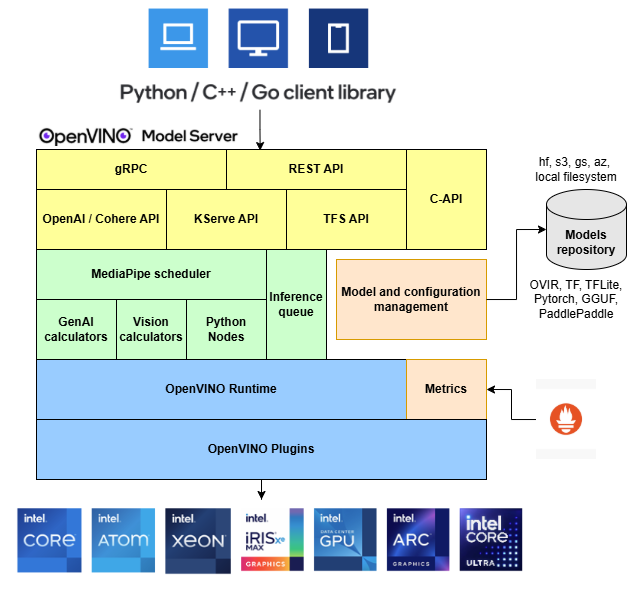 Python / C++ / Go client library
OpenVINO Model Server
gRPC
REST API
C-API
OpenAI / Cohere API
KServe API
TFS API
hf, s3, gs, az,
local filesystem
Models
repository
OVIR, TF, TFLite,
Pytorch, GGUF,
PaddlePaddle
MediaPipe scheduler
Inference
queue
Model and configuration
management
GenAI
calculators
Vision
calculators
Python
Nodes
OpenVINO Runtime
Metrics
OpenVINO Plugins
intel
CORE
intel
ATOM
intel
XEON
intel
iRIS Xe
MAX
GRAPHICS
intel
DATA CENTER
GPU
intel
ARC
GRAPHICS
intel
CORE
ULTRA